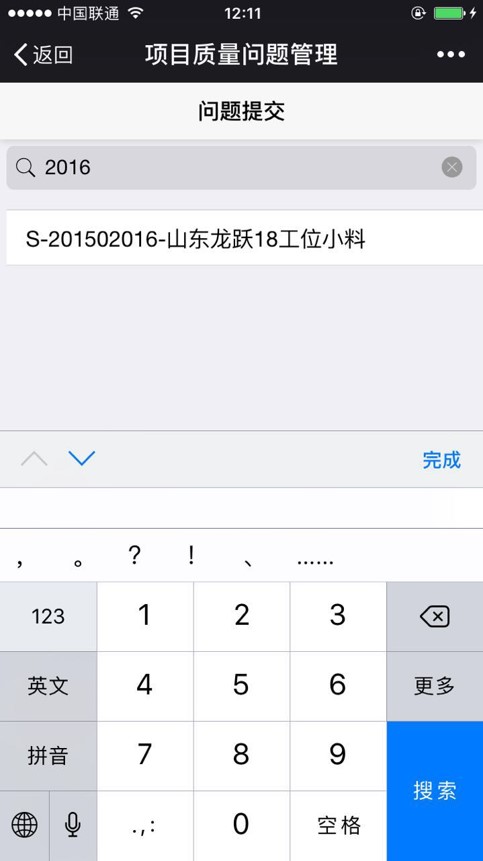 中国联通 12:11
返回 项目质量问题管理
问题提交
2016
S-201502016-山东龙跃18工位小料
完成
， 。 ？ ！ 、 ……
123 1 2 3
英文 4 5 6 更多
拼音 7 8 9 搜索
.,: 0 空格